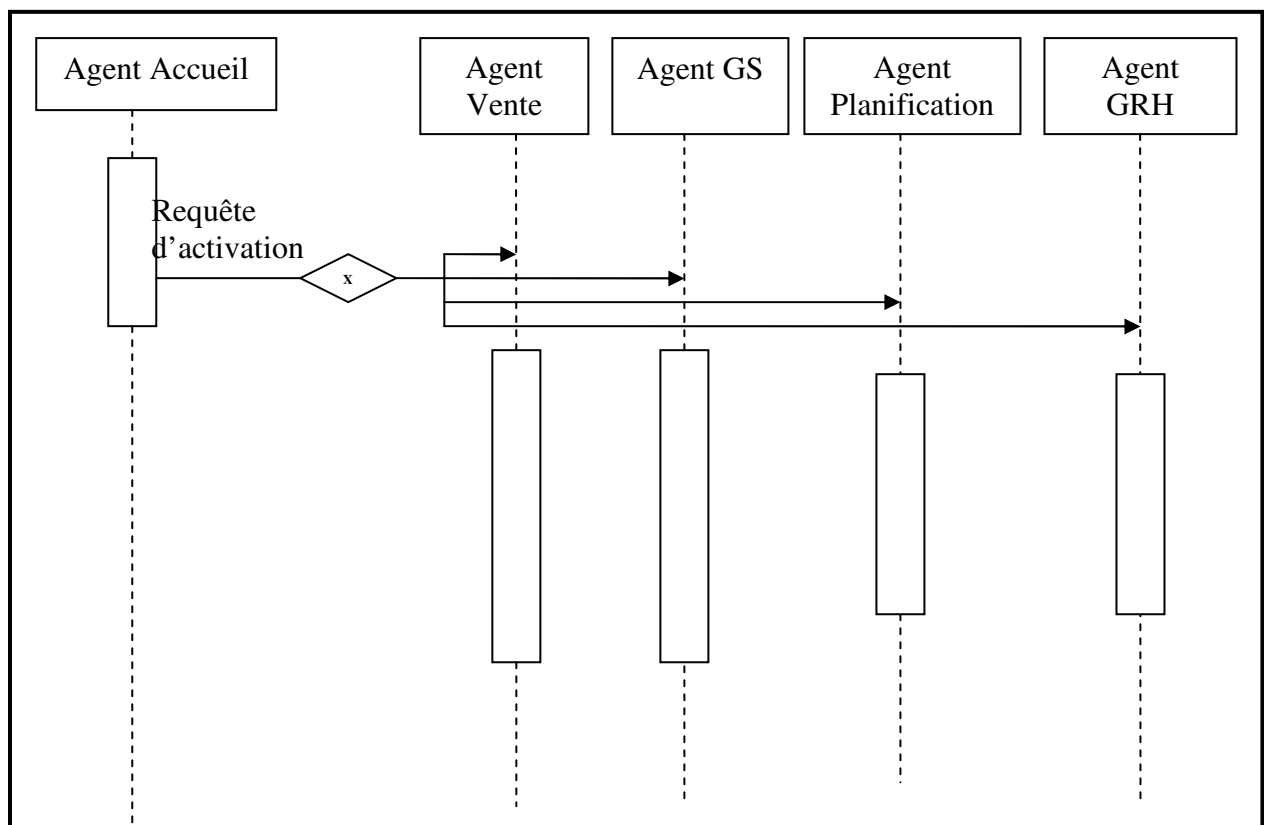 Agent Accueil
Agent
Vente
Agent GS
Agent
Planification
Agent
GRH
Requête
d’activation
x